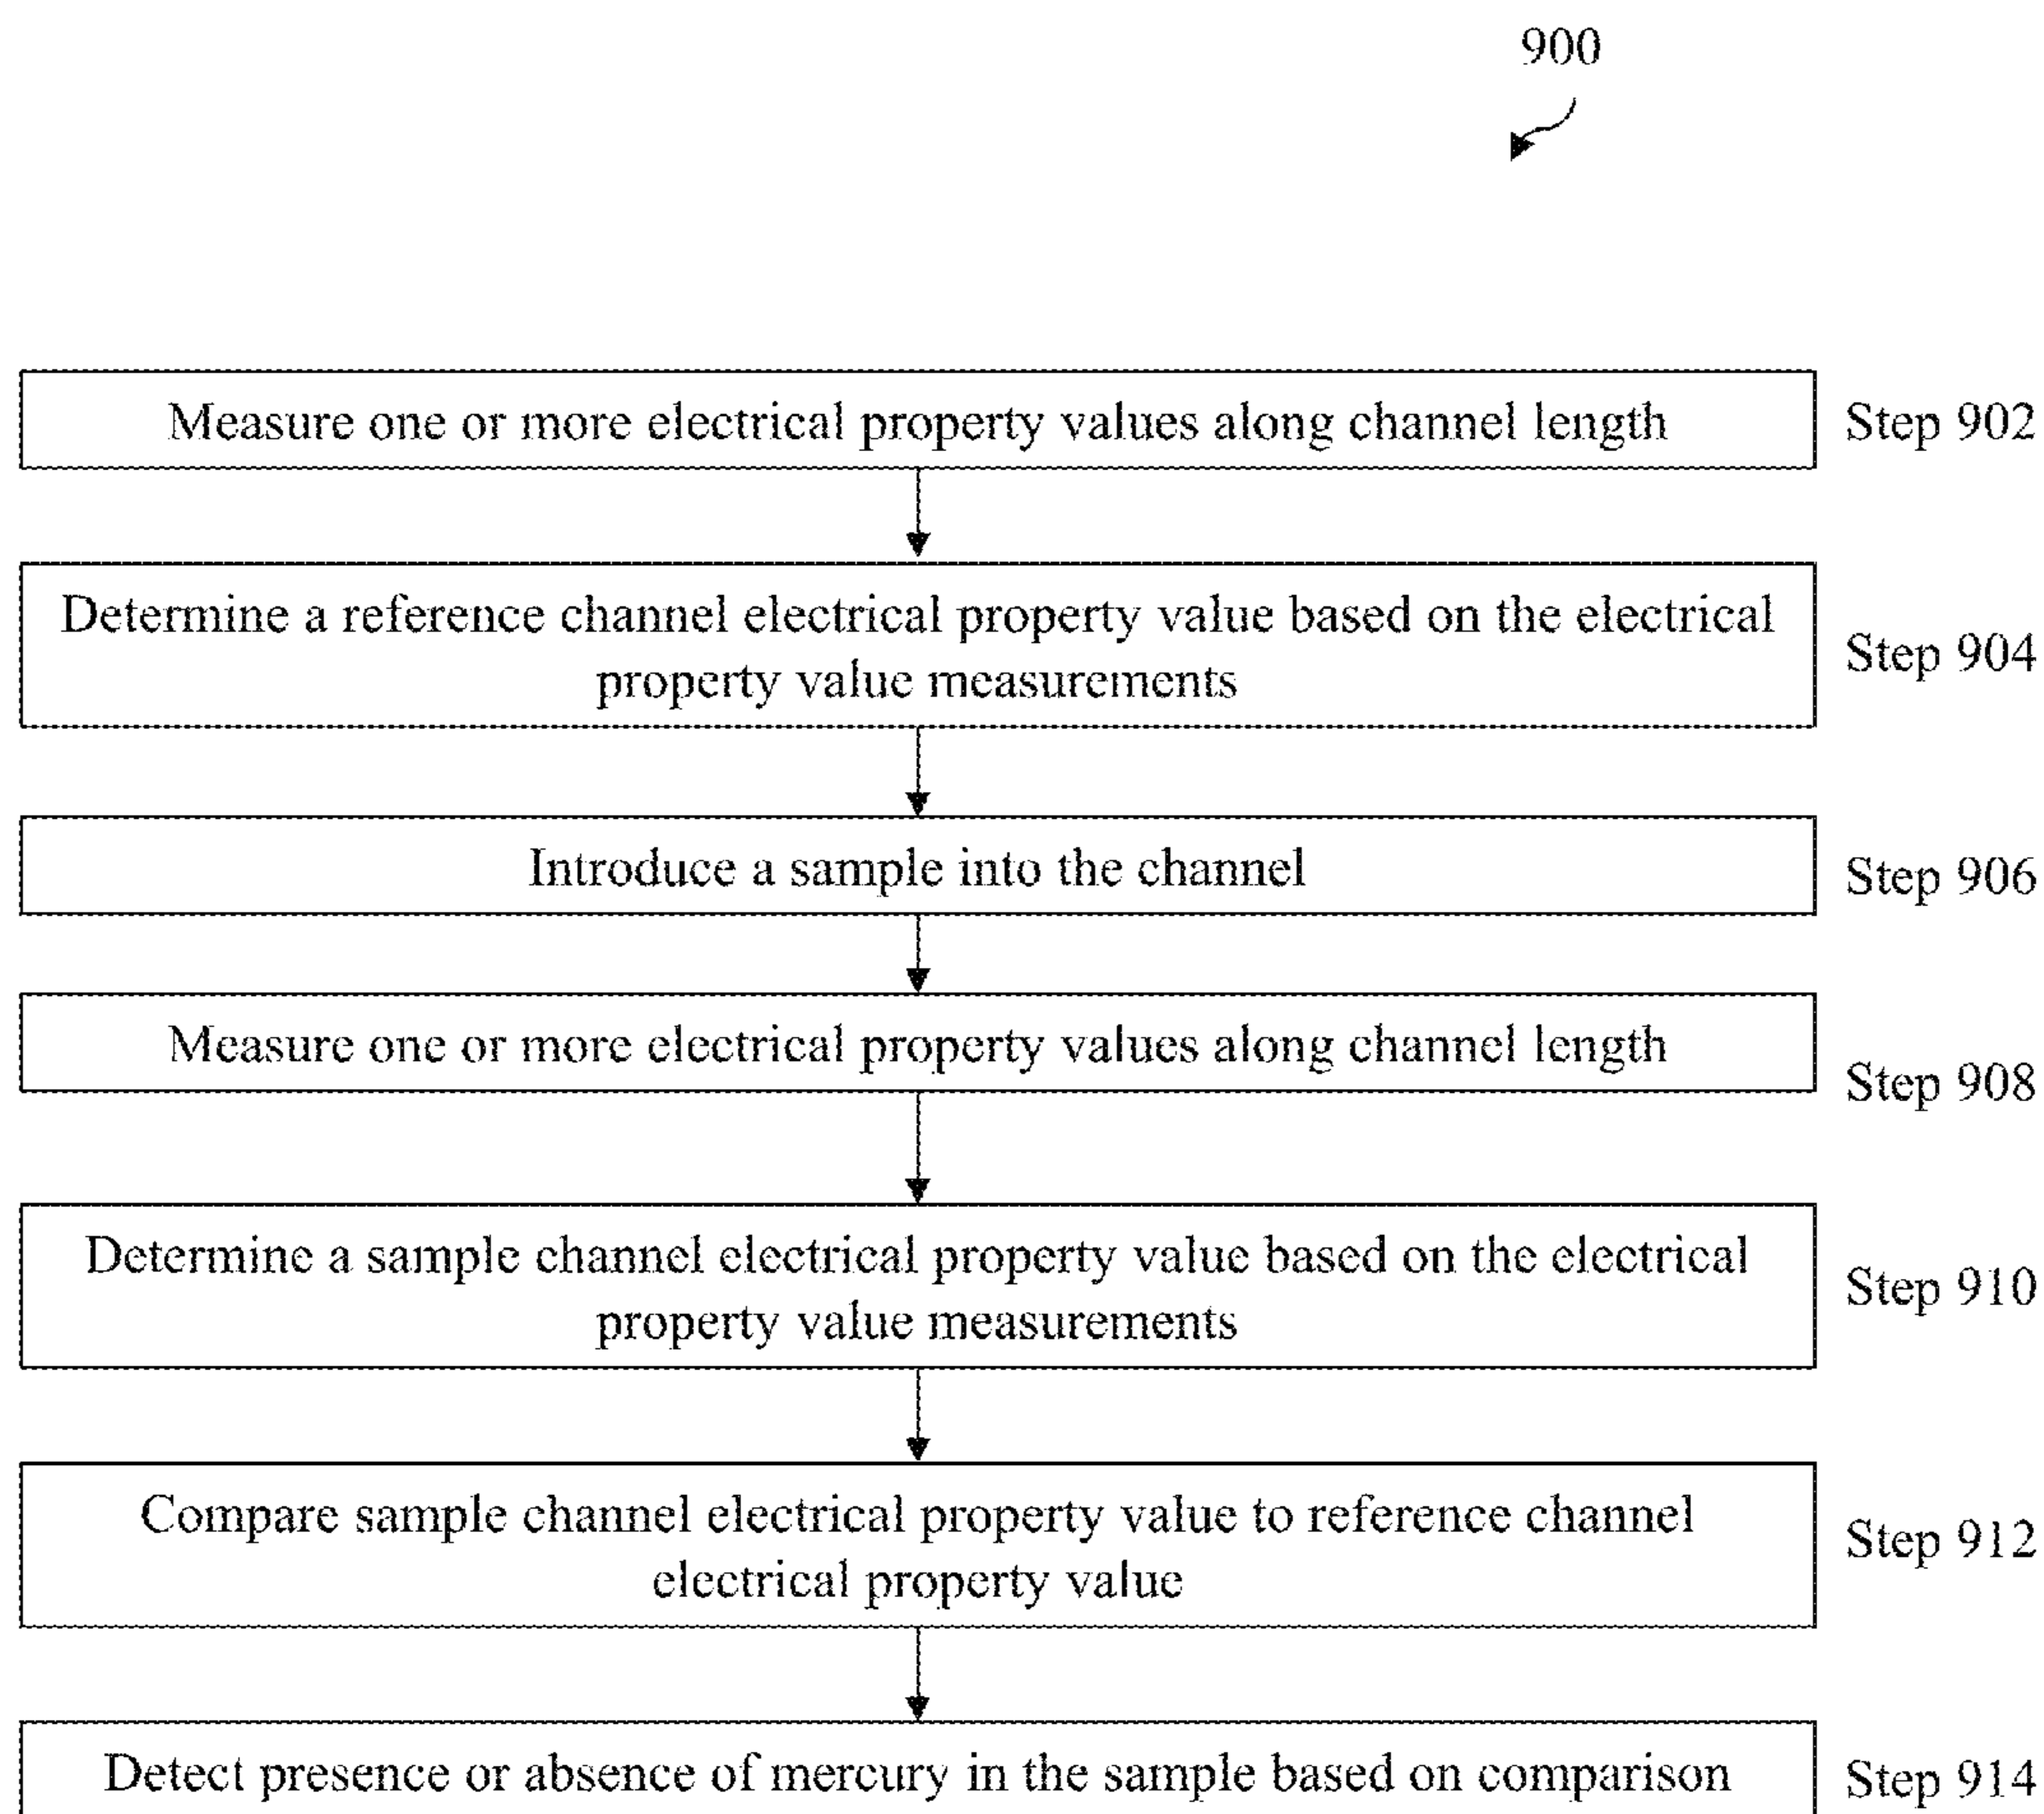 900
Measure one or more electrical property values along channel length
Step 902
Determine a reference channel electrical property value based on the electrical
property value measurements
Step 904
Introduce a sample into the channel
Step 906
Measure one or more electrical property values along channel length
Step 908
Determine a sample channel electrical property value based on the electrical
property value measurements
Step 910
Compare sample channel electrical property value to reference channel
electrical property value
Step 912
Detect presence or absence of mercury in the sample based on comparison
Step 914